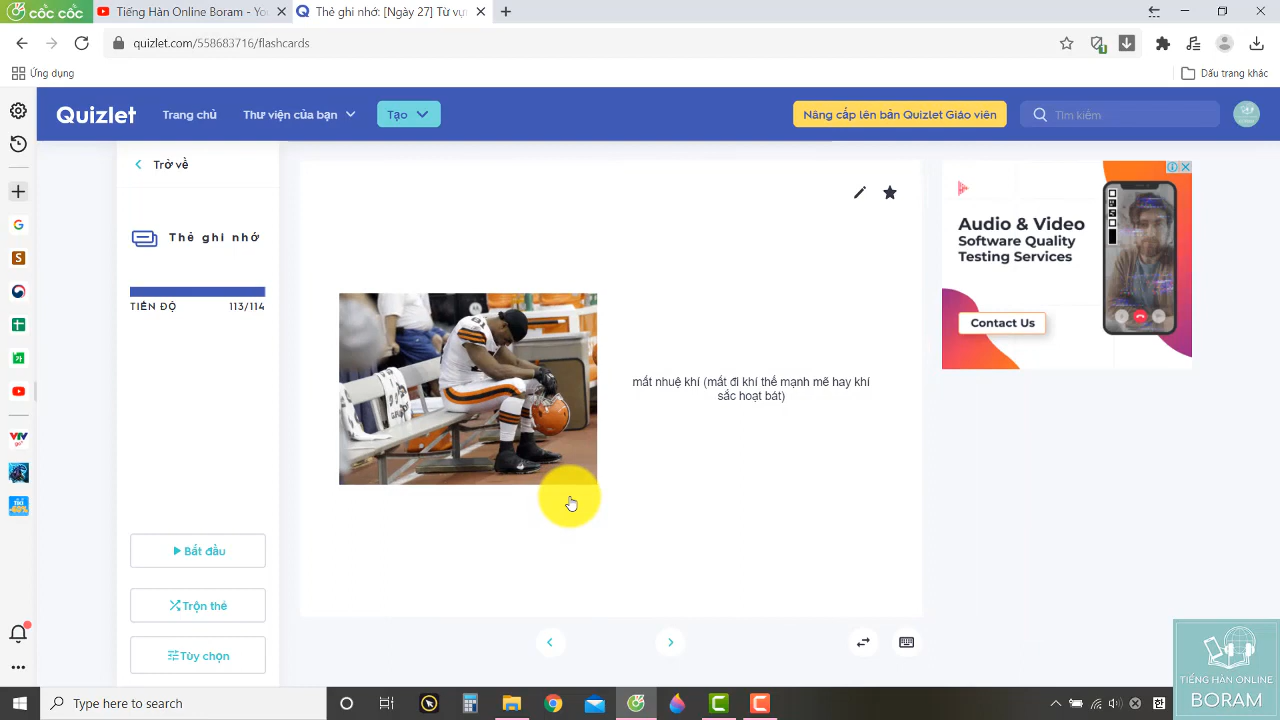 cốc cốc
Tiếng Hàn Online Boram - Yo
Thẻ ghi nhớ: [Ngày 27] Từ vự
quizlet.com/558683716/flashcards
Ứng dụng
Dấu trang khác
Quizlet
Trang chủ
Thư viện của bạn
Tạo
Nâng cấp lên bản Quizlet Giáo viên
Tìm kiếm
Trở về
Thẻ ghi nhớ
TIẾN ĐỘ
113/114
Bắt đầu
Trộn thẻ
Tùy chọn
mất nhuệ khí (mất đi khí thế mạnh mẽ hay khí
sắc hoạt bát)
Audio & Video
Software Quality
Testing Services
Contact Us
Type here to search
TIẾNG HÀN ONLINE
BORAM